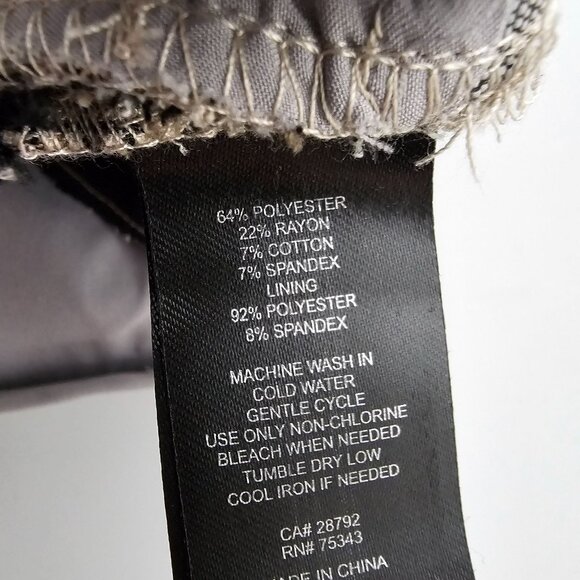 64% POLYESTER
22% RAYON
7% COTTON
7% SPANDEX
LINING
92% POLYESTER
8% SPANDEX
MACHINE WASH IN
COLD WATER
GENTLE CYCLE
USE ONLY NON-CHLORINE
BLEACH WHEN NEEDED
TUMBLE DRY LOW
COOL IRON IF NEEDED
CA# 28792
RN# 75343
MADE IN CHINA